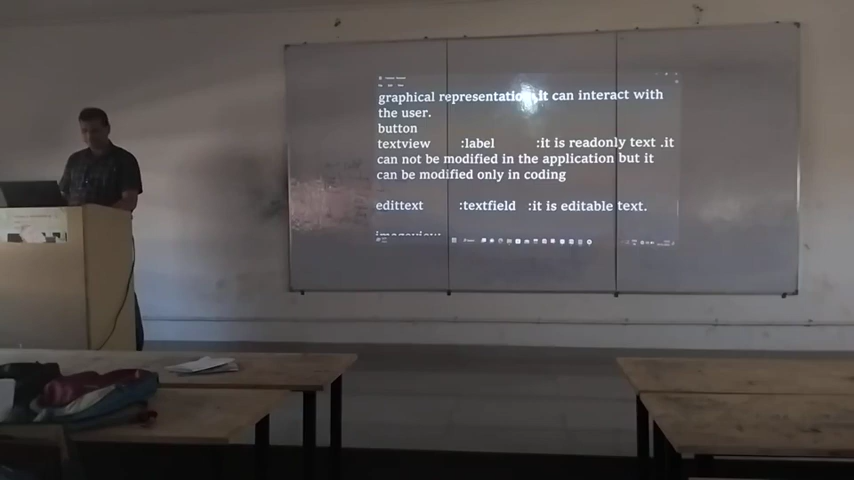 graphical representation.it can interact with
the user.
button
textview :label :it is readonly text .it
can not be modified in the application but it
can be modified only in coding
edittext :textfield :it is editable text.
imageview: